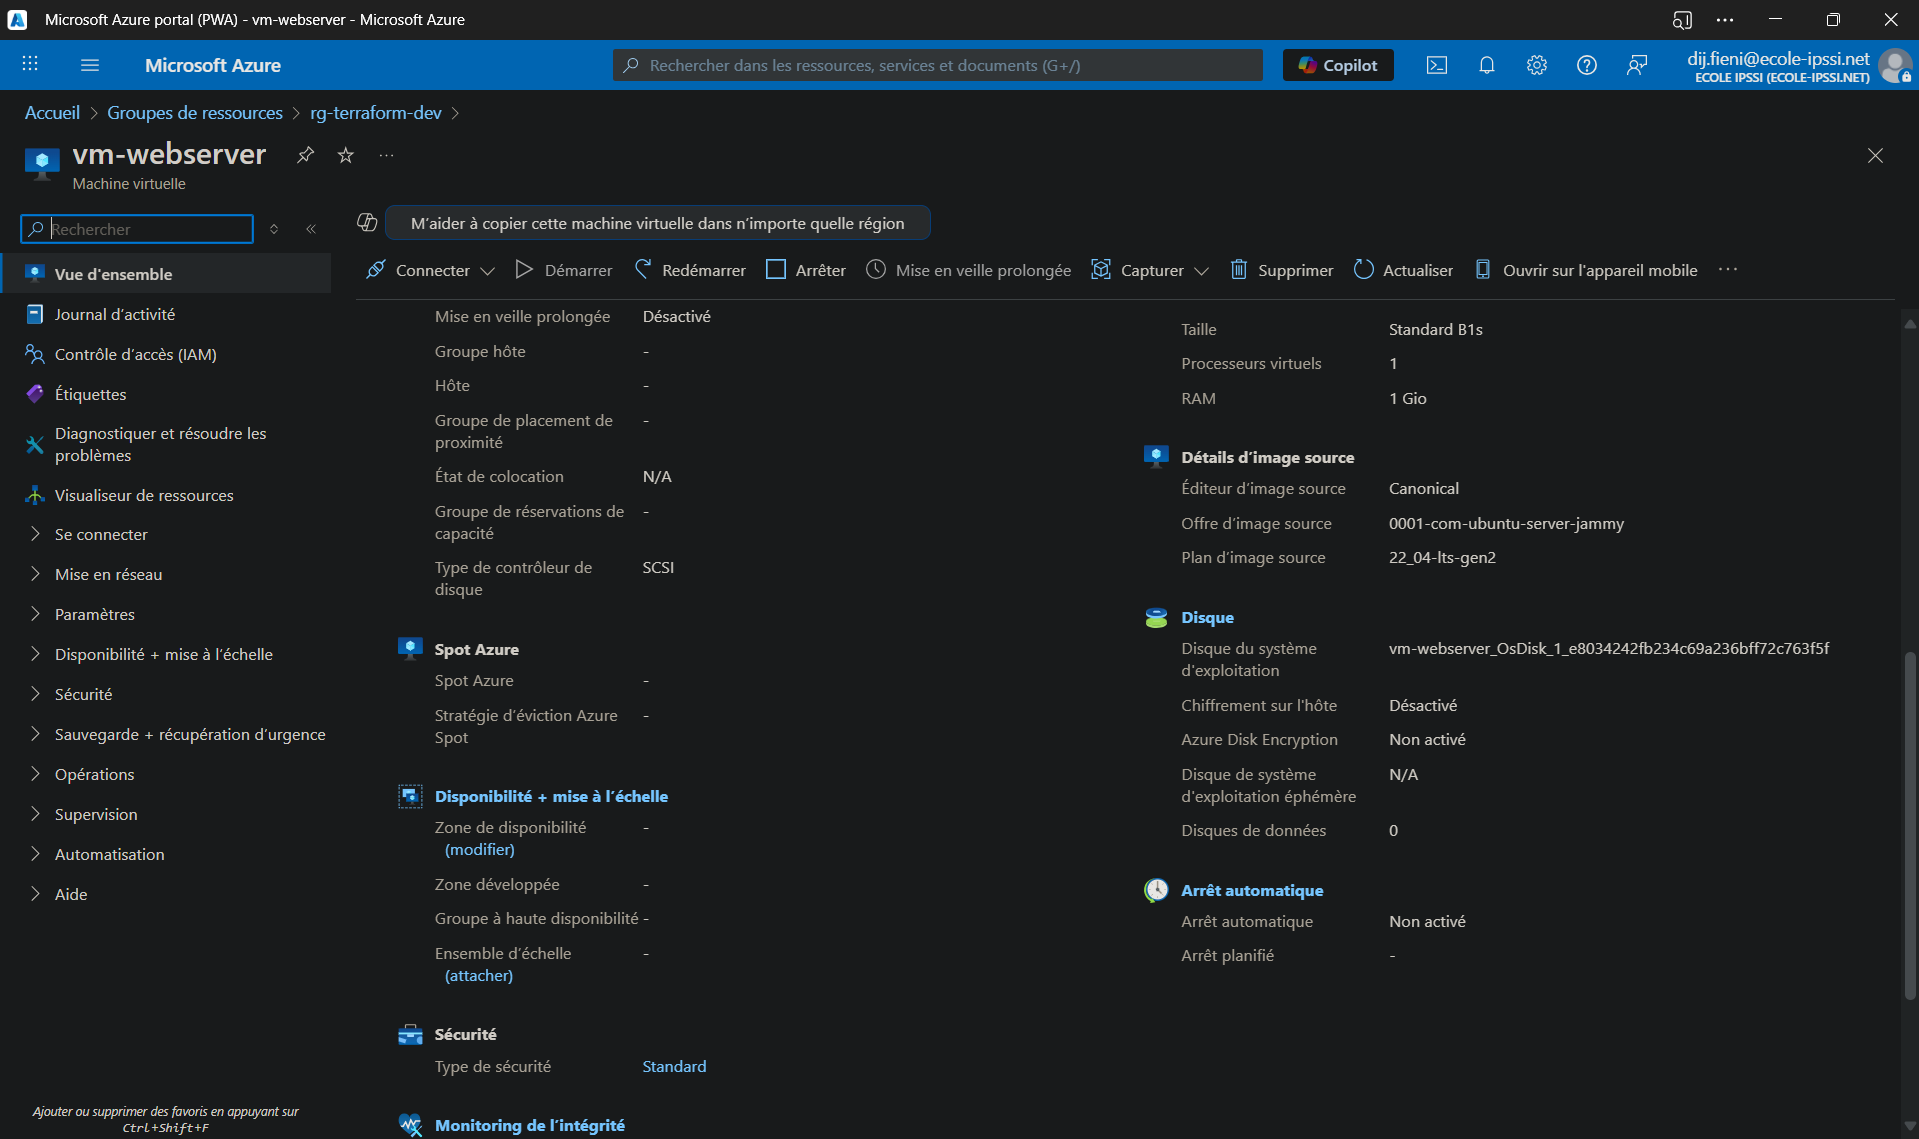 Microsoft Azure portal (PWA) - vm-webserver - Microsoft Azure
Microsoft Azure
Rechercher dans les ressources, services et documents (G+/)
Copilot
dij.fieni@ecole-ipssi.net
ECOLE IPSSI (ECOLE-IPSSI.NET)
Accueil > Groupes de ressources > rg-terraform-dev >
vm-webserver
Machine virtuelle
Rechercher
Vue d'ensemble
Journal d'activité
Contrôle d'accès (IAM)
Étiquettes
Diagnostiquer et résoudre les
problèmes
Visualiseur de ressources
Se connecter
Mise en réseau
Paramètres
Disponibilité + mise à l'échelle
Sécurité
Sauvegarde + récupération d'urgence
Opérations
Supervision
Automatisation
Aide
Ajouter ou supprimer des favoris en appuyant sur
Ctrl+Shift+F
M'aider à copier cette machine virtuelle dans n'importe quelle région
Connecter Démarrer Redémarrer Arrêter Mise en veille prolongée Capturer Supprimer Actualiser Ouvrir sur l'appareil mobile
Mise en veille prolongée Désactivé
Groupe hôte -
Hôte -
Groupe de placement de -
proximité
État de colocation N/A
Groupe de réservations de -
capacité
Type de contrôleur de SCSI
disque
Spot Azure
Spot Azure -
Stratégie d'éviction Azure -
Spot
Disponibilité + mise à l'échelle
Zone de disponibilité -
(modifier)
Zone développée -
Groupe à haute disponibilité -
Ensemble d'échelle -
(attacher)
Sécurité
Type de sécurité Standard
Monitoring de l'intégrité
Taille Standard B1s
Processeurs virtuels 1
RAM 1 Gio
Détails d'image source
Éditeur d'image source Canonical
Offre d'image source 0001-com-ubuntu-server-jammy
Plan d'image source 22_04-lts-gen2
Disque
Disque du système vm-webserver_OsDisk_1_e8034242fb234c69a236bff72c763f5f
d'exploitation
Chiffrement sur l'hôte Désactivé
Azure Disk Encryption Non activé
Disque de système N/A
d'exploitation éphémère
Disques de données 0
Arrêt automatique
Arrêt automatique Non activé
Arrêt planifié -